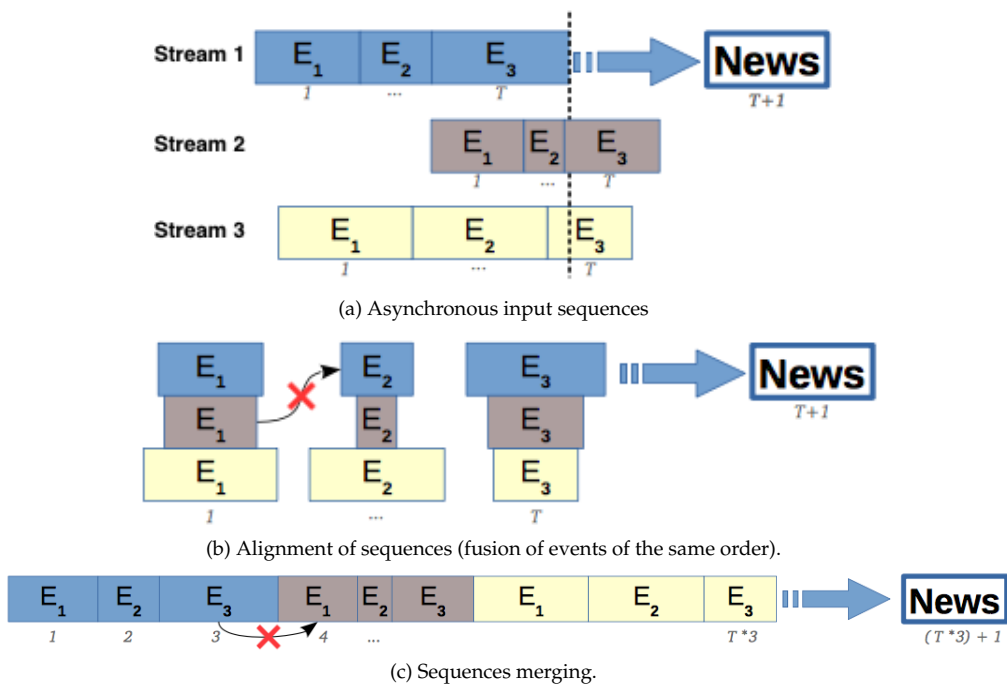 Stream 1 E1 E2 E3 News
1 ... T T+1
Stream 2 E1 E2 E3
1 ... T
Stream 3 E1 E2 E3
1 ... T
(a) Asynchronous input sequences
E1 E2 E3 News
T+1
E1 E2 E3
E1 E2 E3
1 ... T
(b) Alignment of sequences (fusion of events of the same order).
E1 E2 E3 E1 E2 E3 E1 E2 E3 News
1 2 3 4 ... T*3 (T*3) + 1
(c) Sequences merging.